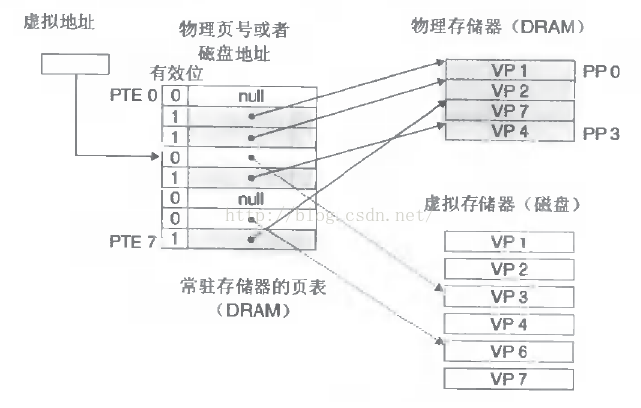 虚拟地址
物理页号或者
磁盘地址
有效位
PTE 0
0
null
1
1
0
1
0
null
0
PTE 7
1
常驻存储器的页表
(DRAM)
物理存储器(DRAM)
VP 1
PP 0
VP 2
VP 7
VP 4
PP 3
虚拟存储器(磁盘)
VP 1
VP 2
VP 3
VP 4
VP 6
VP 7
http://blog.csdn.net/